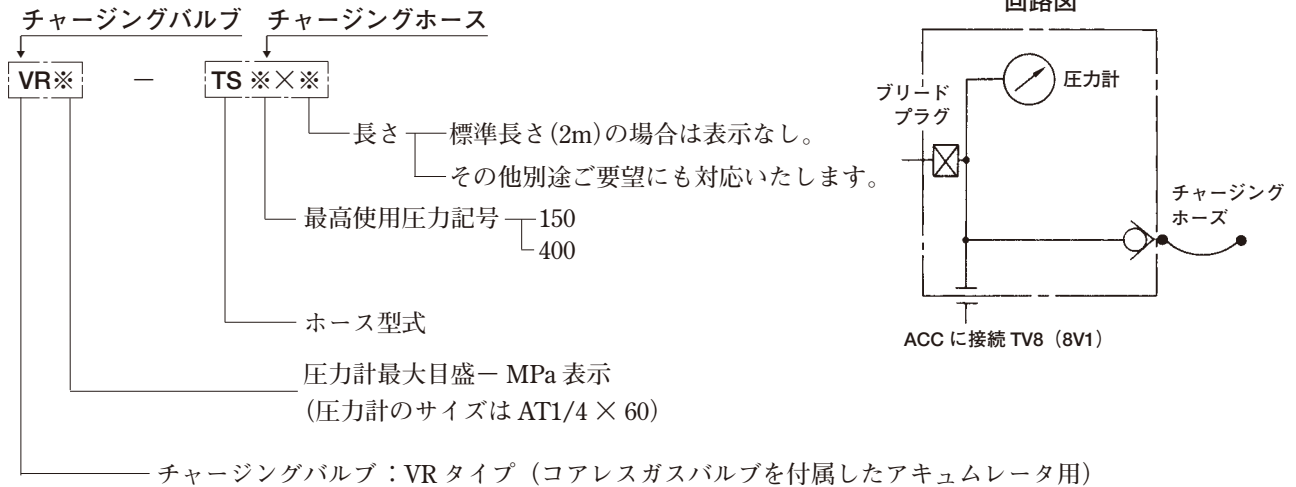 チャージングバルブ
チャージングホース
VR※ － TS ※×※
長さ
標準長さ(2m)の場合は表示なし。
その他別途ご要望にも対応いたします。
最高使用圧力記号
150
400
ホース型式
圧力計最大目盛－ MPa 表示
(圧力計のサイズは AT1/4 × 60)
チャージングバルブ：VR タイプ（コアレスガスバルブを付属したアキュムレータ用）
回路図
圧力計
ブリード
プラグ
チャージング
ホーズ
ACC に接続 TV8（8V1）